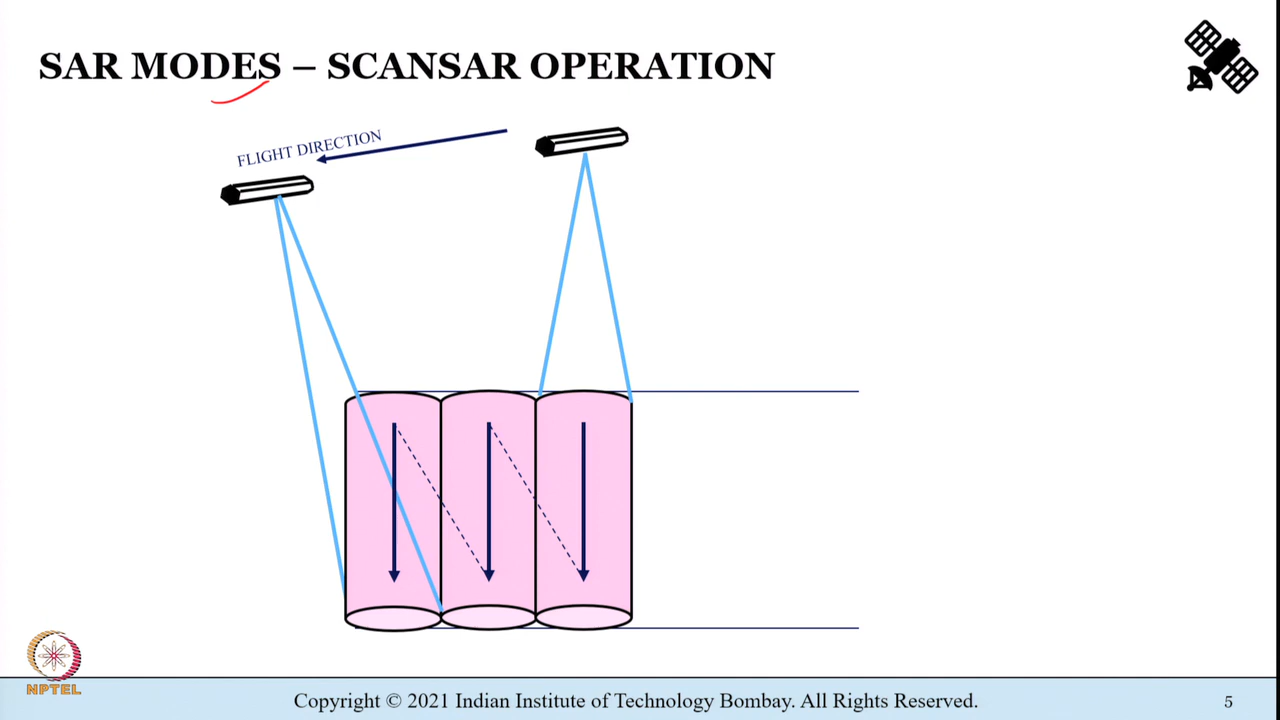 SAR MODES – SCANSAR OPERATION
FLIGHT DIRECTION
NPTEL
Copyright © 2021 Indian Institute of Technology Bombay. All Rights Reserved.
5